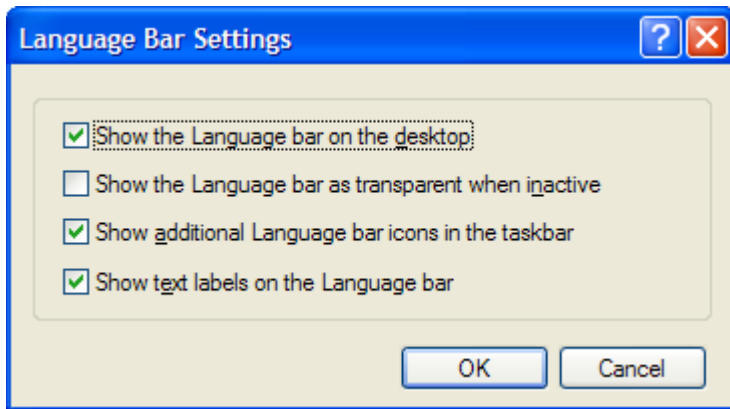 Language Bar Settings
Show the Language bar on the desktop
Show the Language bar as transparent when inactive
Show additional Language bar icons in the taskbar
Show text labels on the Language bar
OK Cancel